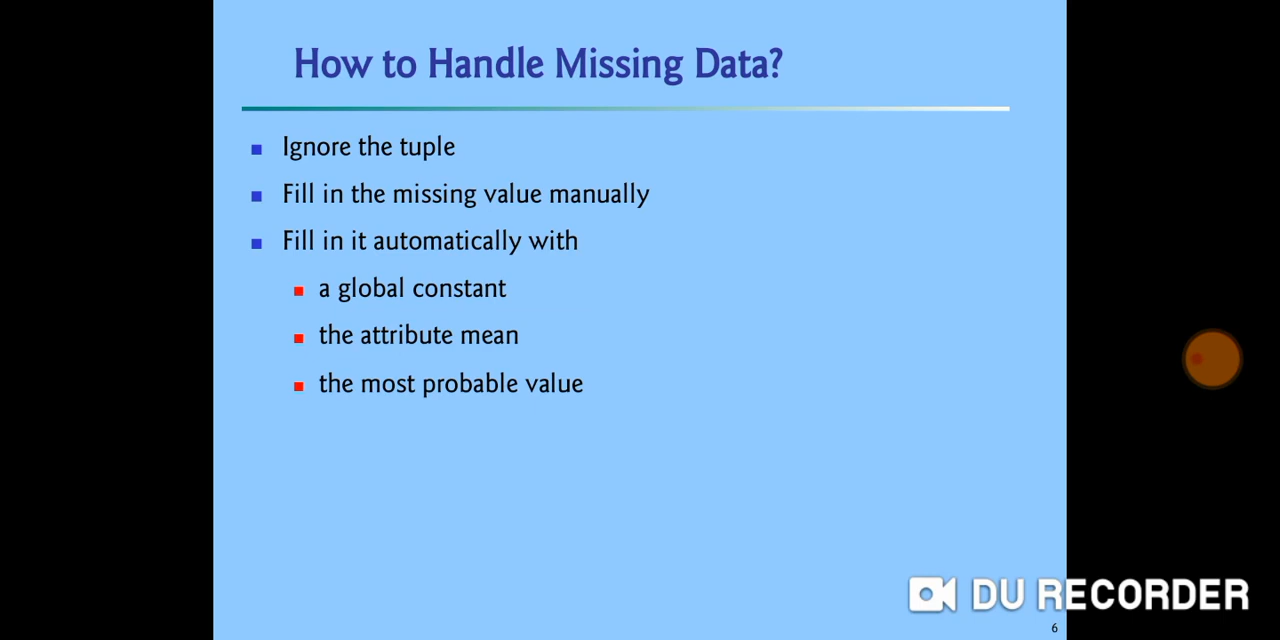 How to Handle Missing Data?
Ignore the tuple
Fill in the missing value manually
Fill in it automatically with
a global constant
the attribute mean
the most probable value
DU RECORDER
6